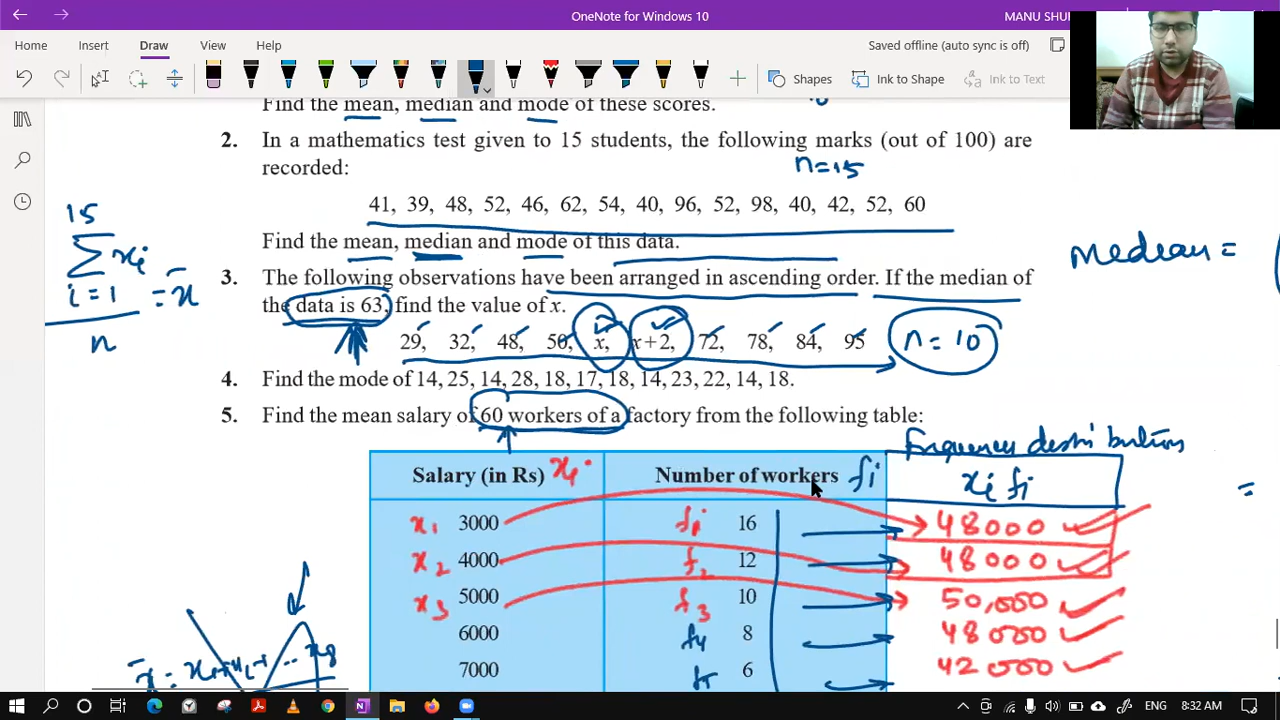 OneNote for Windows 10
MANU SHU
Home Insert Draw View Help
Saved offline (auto sync is off)
Shapes Ink to Shape Ink to Math
Find the mean, median and mode of these scores.
2. In a mathematics test given to 15 students, the following marks (out of 100) are
recorded:
n=15
41, 39, 48, 52, 46, 62, 54, 40, 96, 52, 98, 40, 42, 52, 60
Find the mean, median and mode of this data.
15
∑ xi = x̄
i=1
n
median =
3. The following observations have been arranged in ascending order. If the median of
the data is 63, find the value of x.
29, 32, 48, 50, x, x+2, 72, 78, 84, 95
n=10
4. Find the mode of 14, 25, 14, 28, 18, 17, 18, 14, 23, 22, 14, 18.
5. Find the mean salary of 60 workers of a factory from the following table:
frequency distribution
Salary (in Rs) xi Number of workers fi xi fi
=
x1 3000 f1 16 48000
x2 4000 f2 12 48000
x3 5000 f3 10 50,000
6000 f4 8 48000
7000 f5 6 42000
ENG 8:32 AM